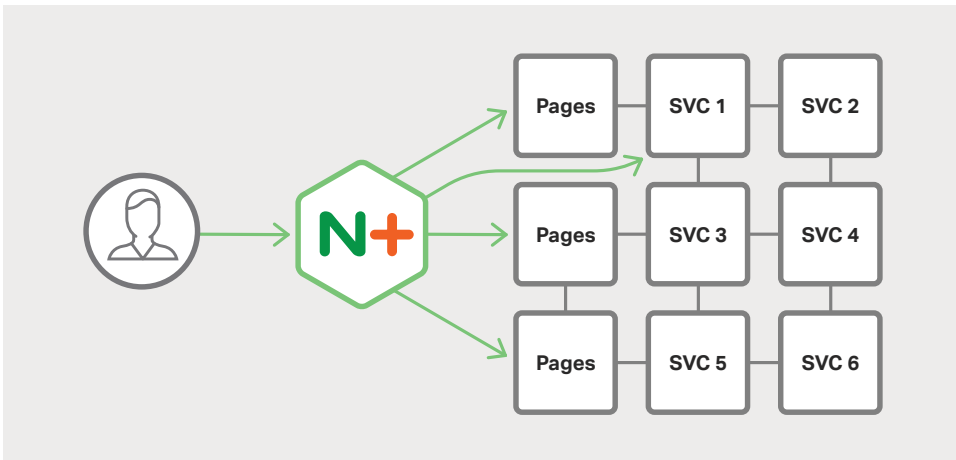 Pages
SVC 1
SVC 2
N+
Pages
SVC 3
SVC 4
Pages
SVC 5
SVC 6